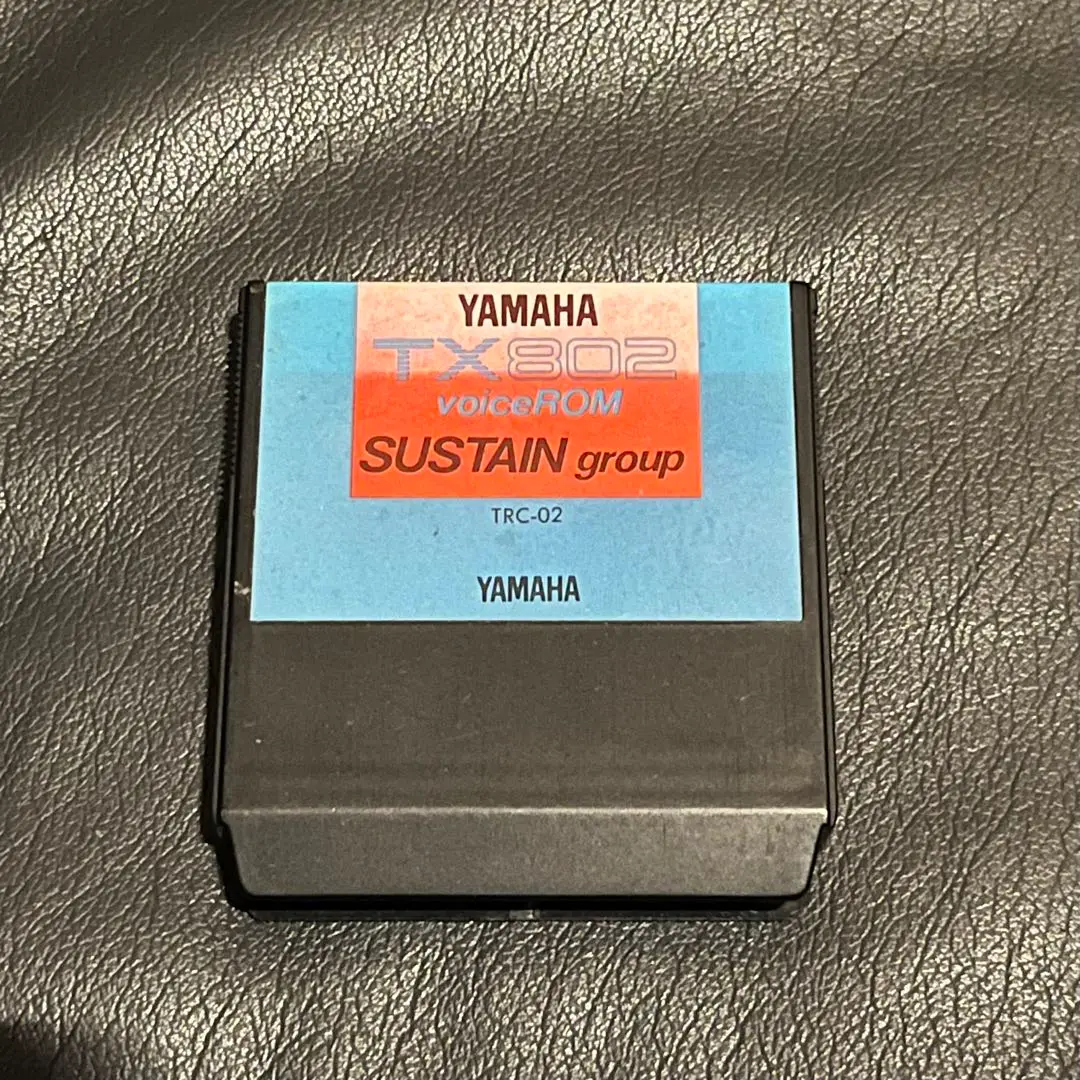 YAMAHA
TX802
voiceROM
SUSTAIN group
TRC-02
YAMAHA